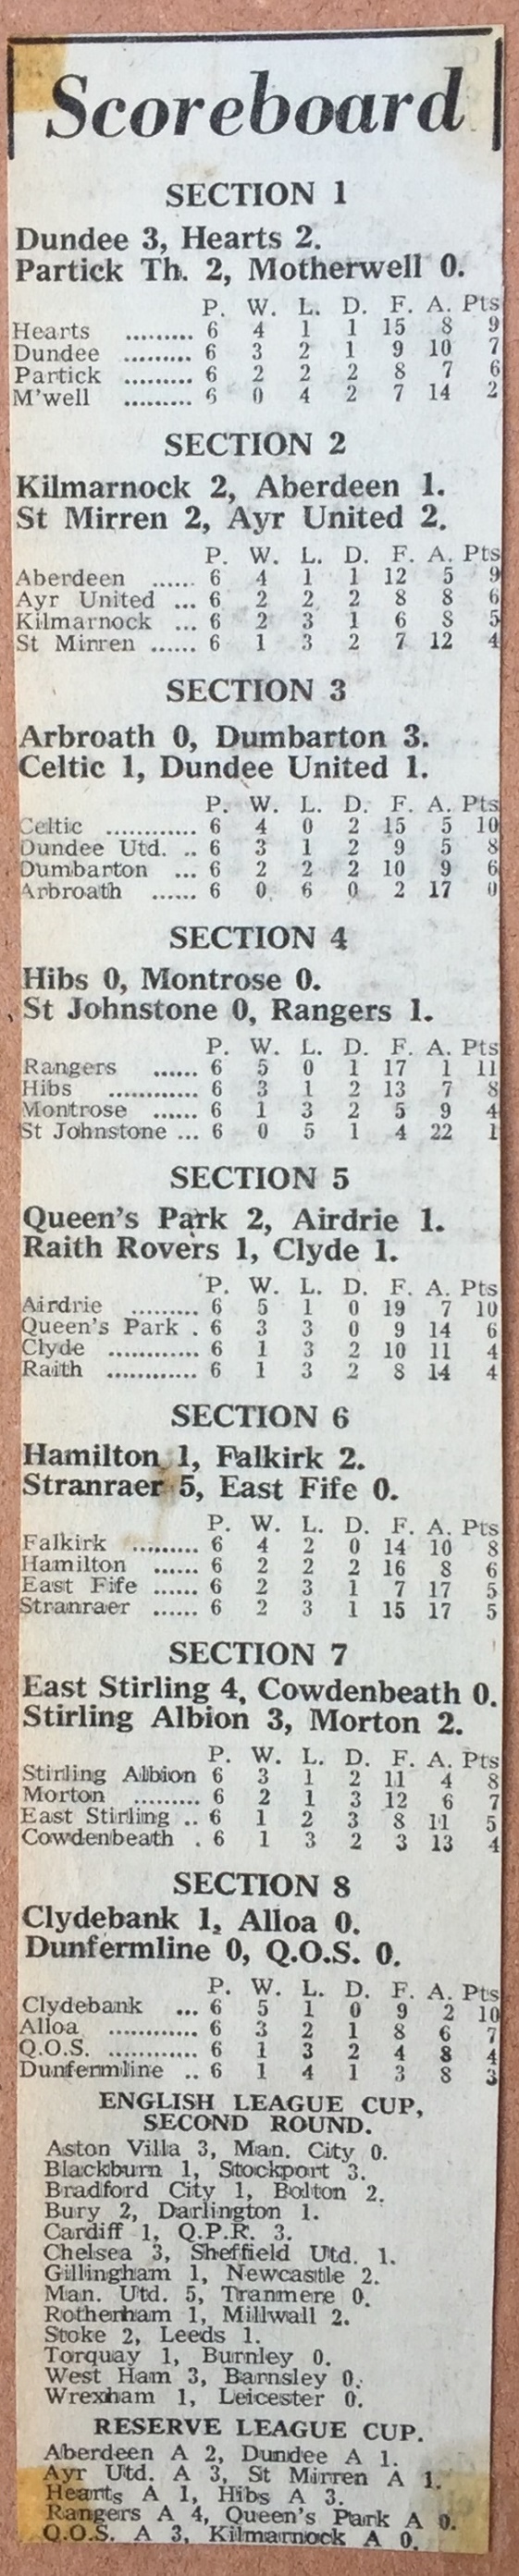 Scoreboard
SECTION 1
Dundee 3, Hearts 2.
Partick Th. 2, Motherwell 0.
P. W. L. D. F. A. Pts
Hearts ......... 6 4 1 1 15 8 9
Dundee ......... 6 3 2 1 9 10 7
Partick ......... 6 2 2 2 8 7 6
M'well ......... 6 0 4 2 7 14 2
SECTION 2
Kilmarnock 2, Aberdeen 1.
St Mirren 2, Ayr United 2.
P. W. L. D. F. A. Pts
Aberdeen ...... 6 4 1 1 12 5 9
Ayr United ... 6 2 2 2 8 8 6
Kilmarnock ... 6 2 3 1 6 8 5
St Mirren ...... 6 1 3 2 7 12 4
SECTION 3
Arbroath 0, Dumbarton 3.
Celtic 1, Dundee United 1.
P. W. L. D. F. A. Pts
Celtic ............ 6 4 0 2 15 5 10
Dundee Utd. .. 6 3 1 2 9 5 8
Dumbarton ... 6 2 2 2 10 9 6
Arbroath ...... 6 0 6 0 2 17 0
SECTION 4
Hibs 0, Montrose 0.
St Johnstone 0, Rangers 1.
P. W. L. D. F. A. Pts
Rangers ...... 6 5 0 1 17 1 11
Hibs ............ 6 3 1 2 13 7 8
Montrose ...... 6 1 3 2 5 9 4
St Johnstone ... 6 0 5 1 4 22 1
SECTION 5
Queen's Park 2, Airdrie 1.
Raith Rovers 1, Clyde 1.
P. W. L. D. F. A. Pts
Airdrie ......... 6 5 1 0 19 7 10
Queen's Park . 6 3 3 0 9 14 6
Clyde ............ 6 1 3 2 10 11 4
Raith ............ 6 1 3 2 8 14 4
SECTION 6
Hamilton 1, Falkirk 2.
Stranraer 5, East Fife 0.
P. W. L. D. F. A. Pts
Falkirk ......... 6 4 2 0 14 10 8
Hamilton ...... 6 2 2 2 16 8 6
East Fife ...... 6 2 3 1 7 17 5
Stranraer ...... 6 2 3 1 15 17 5
SECTION 7
East Stirling 4, Cowdenbeath 0.
Stirling Albion 3, Morton 2.
P. W. L. D. F. A. Pts
Stirling Albion 6 3 1 2 11 4 8
Morton ......... 6 2 1 3 12 6 7
East Stirling .. 6 1 2 3 8 11 5
Cowdenbeath . 6 1 3 2 3 13 4
SECTION 8
Clydebank 1, Alloa 0.
Dunfermline 0, Q.O.S. 0.
P. W. L. D. F. A. Pts
Clydebank ... 6 5 1 0 9 2 10
Alloa ............ 6 3 2 1 8 6 7
Q.O.S. ............ 6 1 3 2 4 8 4
Dunfermline .. 6 1 4 1 3 8 3
ENGLISH LEAGUE CUP,
SECOND ROUND.
Aston Villa 3, Man. City 0.
Blackburn 1, Stockport 3.
Bradford City 1, Bolton 2.
Bury 2, Darlington 1.
Cardiff 1, Q.P.R. 3.
Chelsea 3, Sheffield Utd. 1.
Gillingham 1, Newcastle 2.
Man. Utd. 5, Tranmere 0.
Rotherham 1, Millwall 2.
Stoke 2, Leeds 1.
Torquay 1, Burnley 0.
West Ham 3, Barnsley 0.
Wrexham 1, Leicester 0.
RESERVE LEAGUE CUP.
Aberdeen A 2, Dundee A 1.
Ayr Utd. A 3, St Mirren A 1.
Hearts A 1, Hibs A 3.
Rangers A 4, Queen's Park A 0.
Q.O.S. A 3, Kilmarnock A 0.